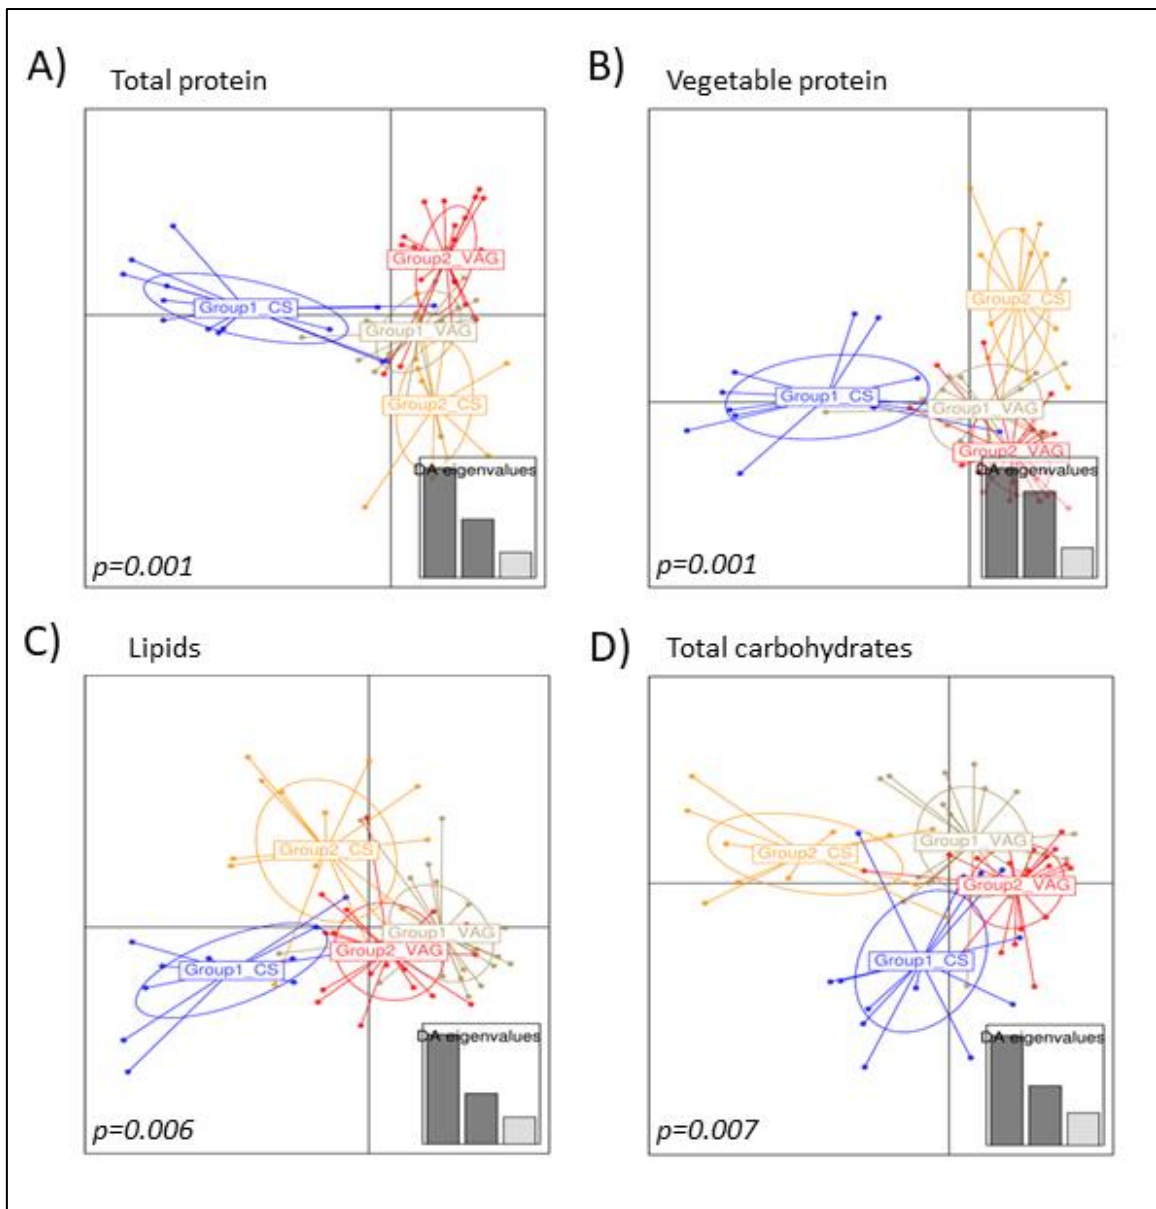 A)
Total protein
Group2_VAG
Group1_CS
Group1_VAG
Group2_CS
DA eigenvalues
p=0.001
B)
Vegetable protein
Group2_CS
Group1_CS
Group1_VAG
Group2_VAG
DA eigenvalues
p=0.001
C)
Lipids
Group2_CS
Group1_VAG
Group2_VAG
Group1_CS
DA eigenvalues
p=0.006
D)
Total carbohydrates
Group1_VAG
Group2_CS
Group2_VAG
Group1_CS
DA eigenvalues
p=0.007